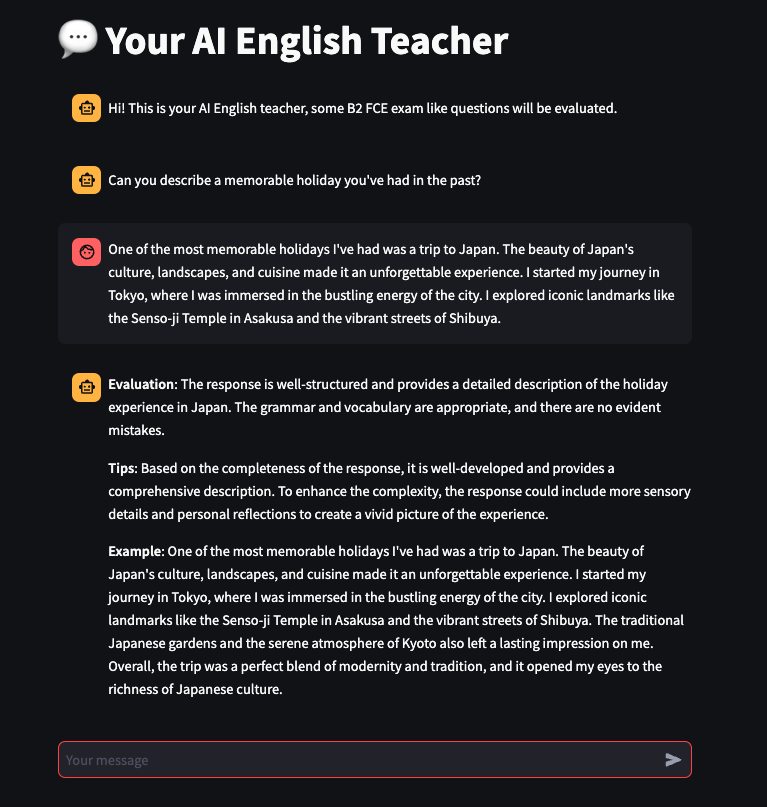 Your AI English Teacher
Hi! This is your AI English teacher, some B2 FCE exam like questions will be evaluated.
Can you describe a memorable holiday you've had in the past?
One of the most memorable holidays I've had was a trip to Japan. The beauty of Japan's
culture, landscapes, and cuisine made it an unforgettable experience. I started my journey in
Tokyo, where I was immersed in the bustling energy of the city. I explored iconic landmarks like
the Senso-ji Temple in Asakusa and the vibrant streets of Shibuya.
Evaluation: The response is well-structured and provides a detailed description of the holiday
experience in Japan. The grammar and vocabulary are appropriate, and there are no evident
mistakes.
Tips: Based on the completeness of the response, it is well-developed and provides a
comprehensive description. To enhance the complexity, the response could include more sensory
details and personal reflections to create a vivid picture of the experience.
Example: One of the most memorable holidays I've had was a trip to Japan. The beauty of
Japan's culture, landscapes, and cuisine made it an unforgettable experience. I started my
journey in Tokyo, where I was immersed in the bustling energy of the city. I explored iconic
landmarks like the Senso-ji Temple in Asakusa and the vibrant streets of Shibuya. The traditional
Japanese gardens and the serene atmosphere of Kyoto also left a lasting impression on me.
Overall, the trip was a perfect blend of modernity and tradition, and it opened my eyes to the
richness of Japanese culture.
Your message